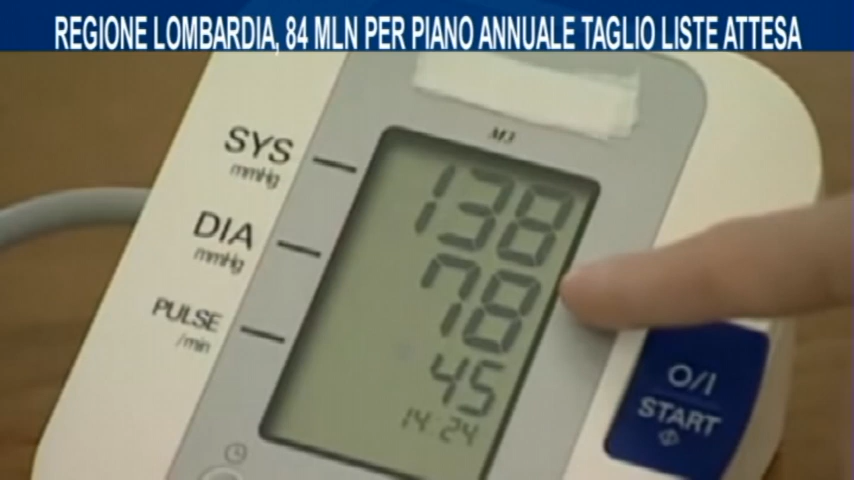 REGIONE LOMBARDIA, 84 MLN PER PIANO ANNUALE TAGLIO LISTE ATTESA
M3
SYS
mmHg
138
DIA
mmHg
78
PULSE
/min
45
14:24
O/I
START